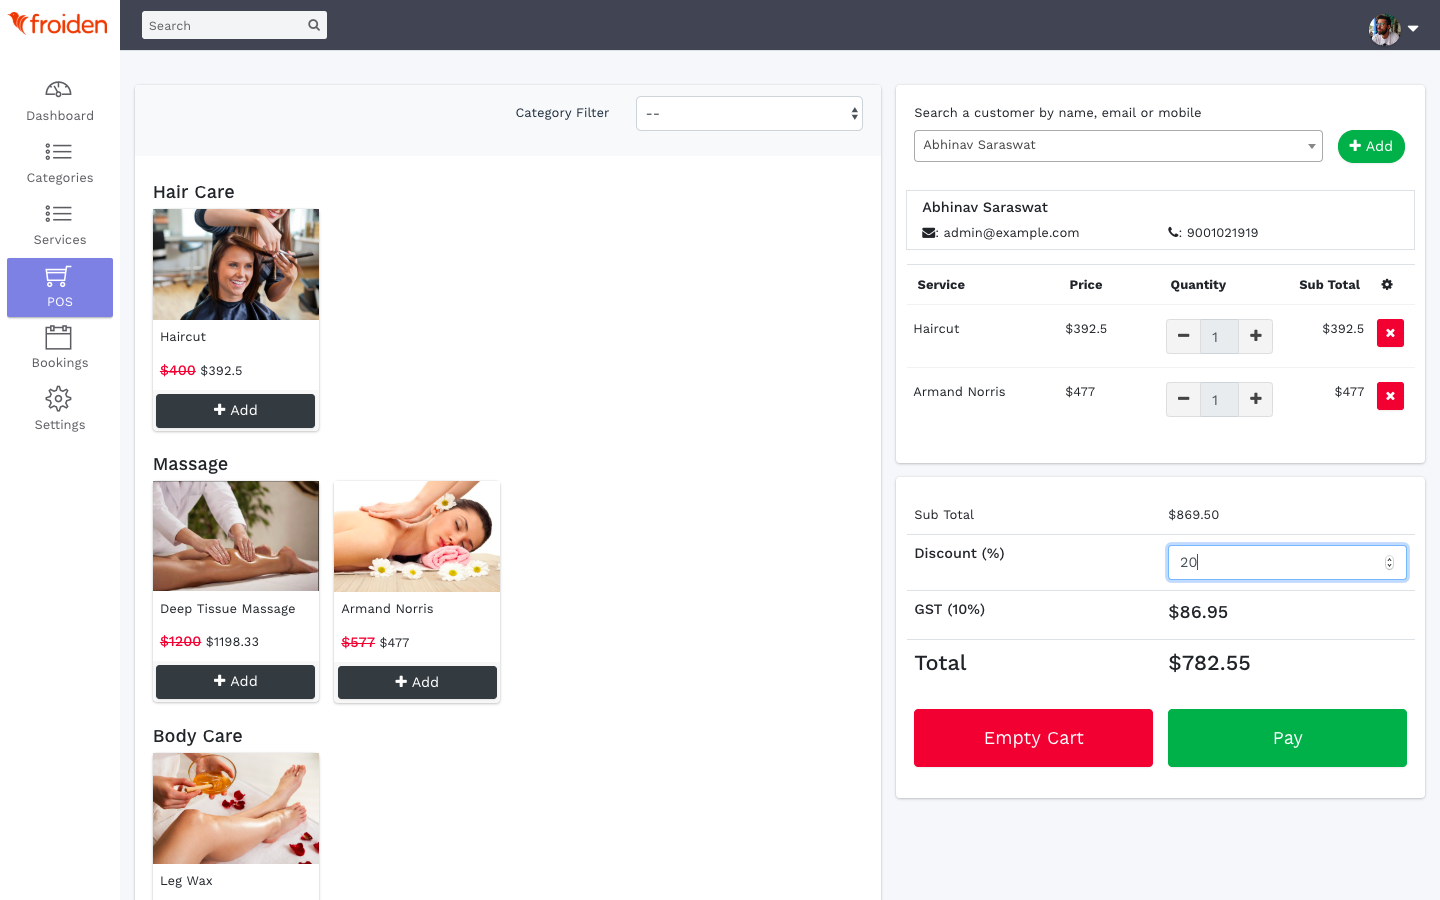 froiden
Search
Dashboard
Categories
Services
POS
Bookings
Settings
Category Filter
--
Hair Care
Haircut
$400 $392.5
Add
Massage
Deep Tissue Massage
$1200 $1198.33
Add
Armand Norris
$577 $477
Add
Body Care
Leg Wax
Search a customer by name, email or mobile
Abhinav Saraswat
Add
Abhinav Saraswat
: admin@example.com
: 9001021919
Service Price Quantity Sub Total
Haircut $392.5 1 $392.5
Armand Norris $477 1 $477
Sub Total $869.50
Discount (%) 20
GST (10%) $86.95
Total $782.55
Empty Cart
Pay